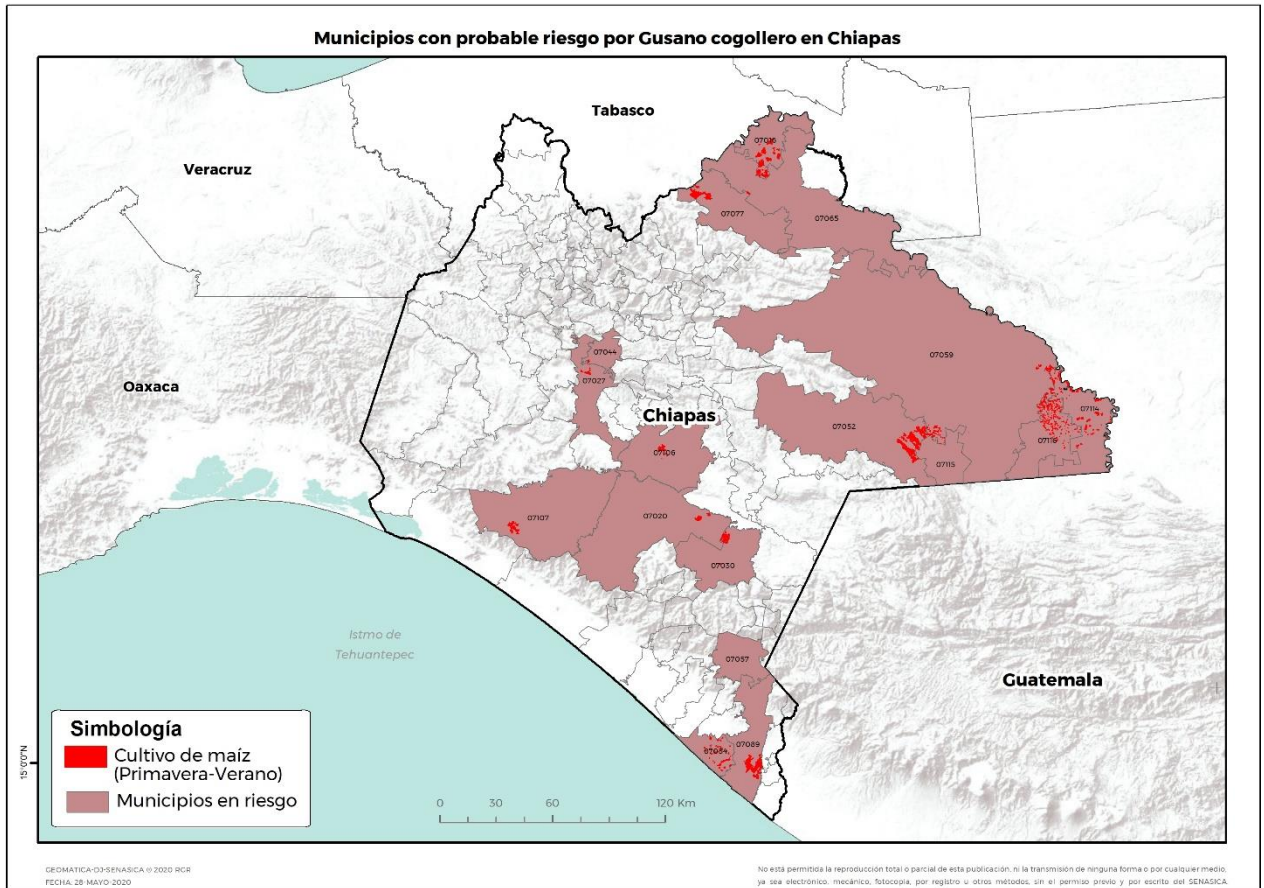 Municipios con probable riesgo por Gusano cogollero en Chiapas
Tabasco
Veracruz
07016
07077
07065
07059
07044
07027
Oaxaca
Chiapas
07114
07052
07106
07115
07116
07107
07020
07030
Istmo de
Tehuantepec
07057
Guatemala
07089
07054
Simbología
Cultivo de maíz
(Primavera-Verano)
Municipios en riesgo
15°0'0"N
0 30 60 120 Km
GEOMATICA-DJ-SENASICA © 2020 RGR
FECHA: 28-MAYO-2020
No está permitida la reproducción total o parcial de esta publicación, ni la transmisión de ninguna forma o por cualquier medio,
ya sea electrónico, mecánico, fotocopia, por registro u otros métodos, sin el permiso previo y por escrito del SENASICA